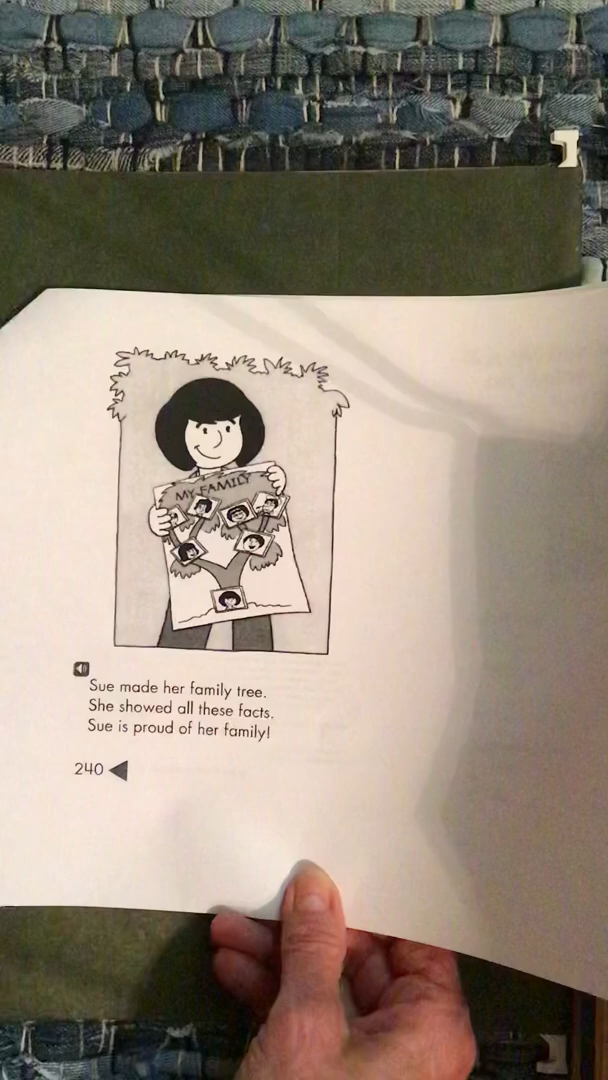 MY FAMILY
Sue made her family tree.
She showed all these facts.
Sue is proud of her family!
240